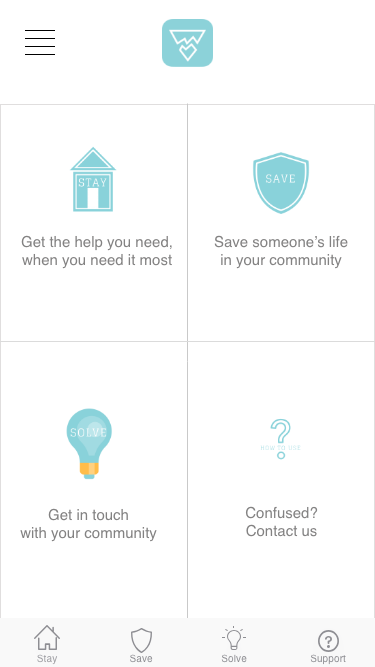 STAY
Get the help you need,
when you need it most
SAVE
Save someone's life
in your community
SOLVE
Get in touch
with your community
HOW TO USE
Confused?
Contact us
Stay
Save
Solve
Support